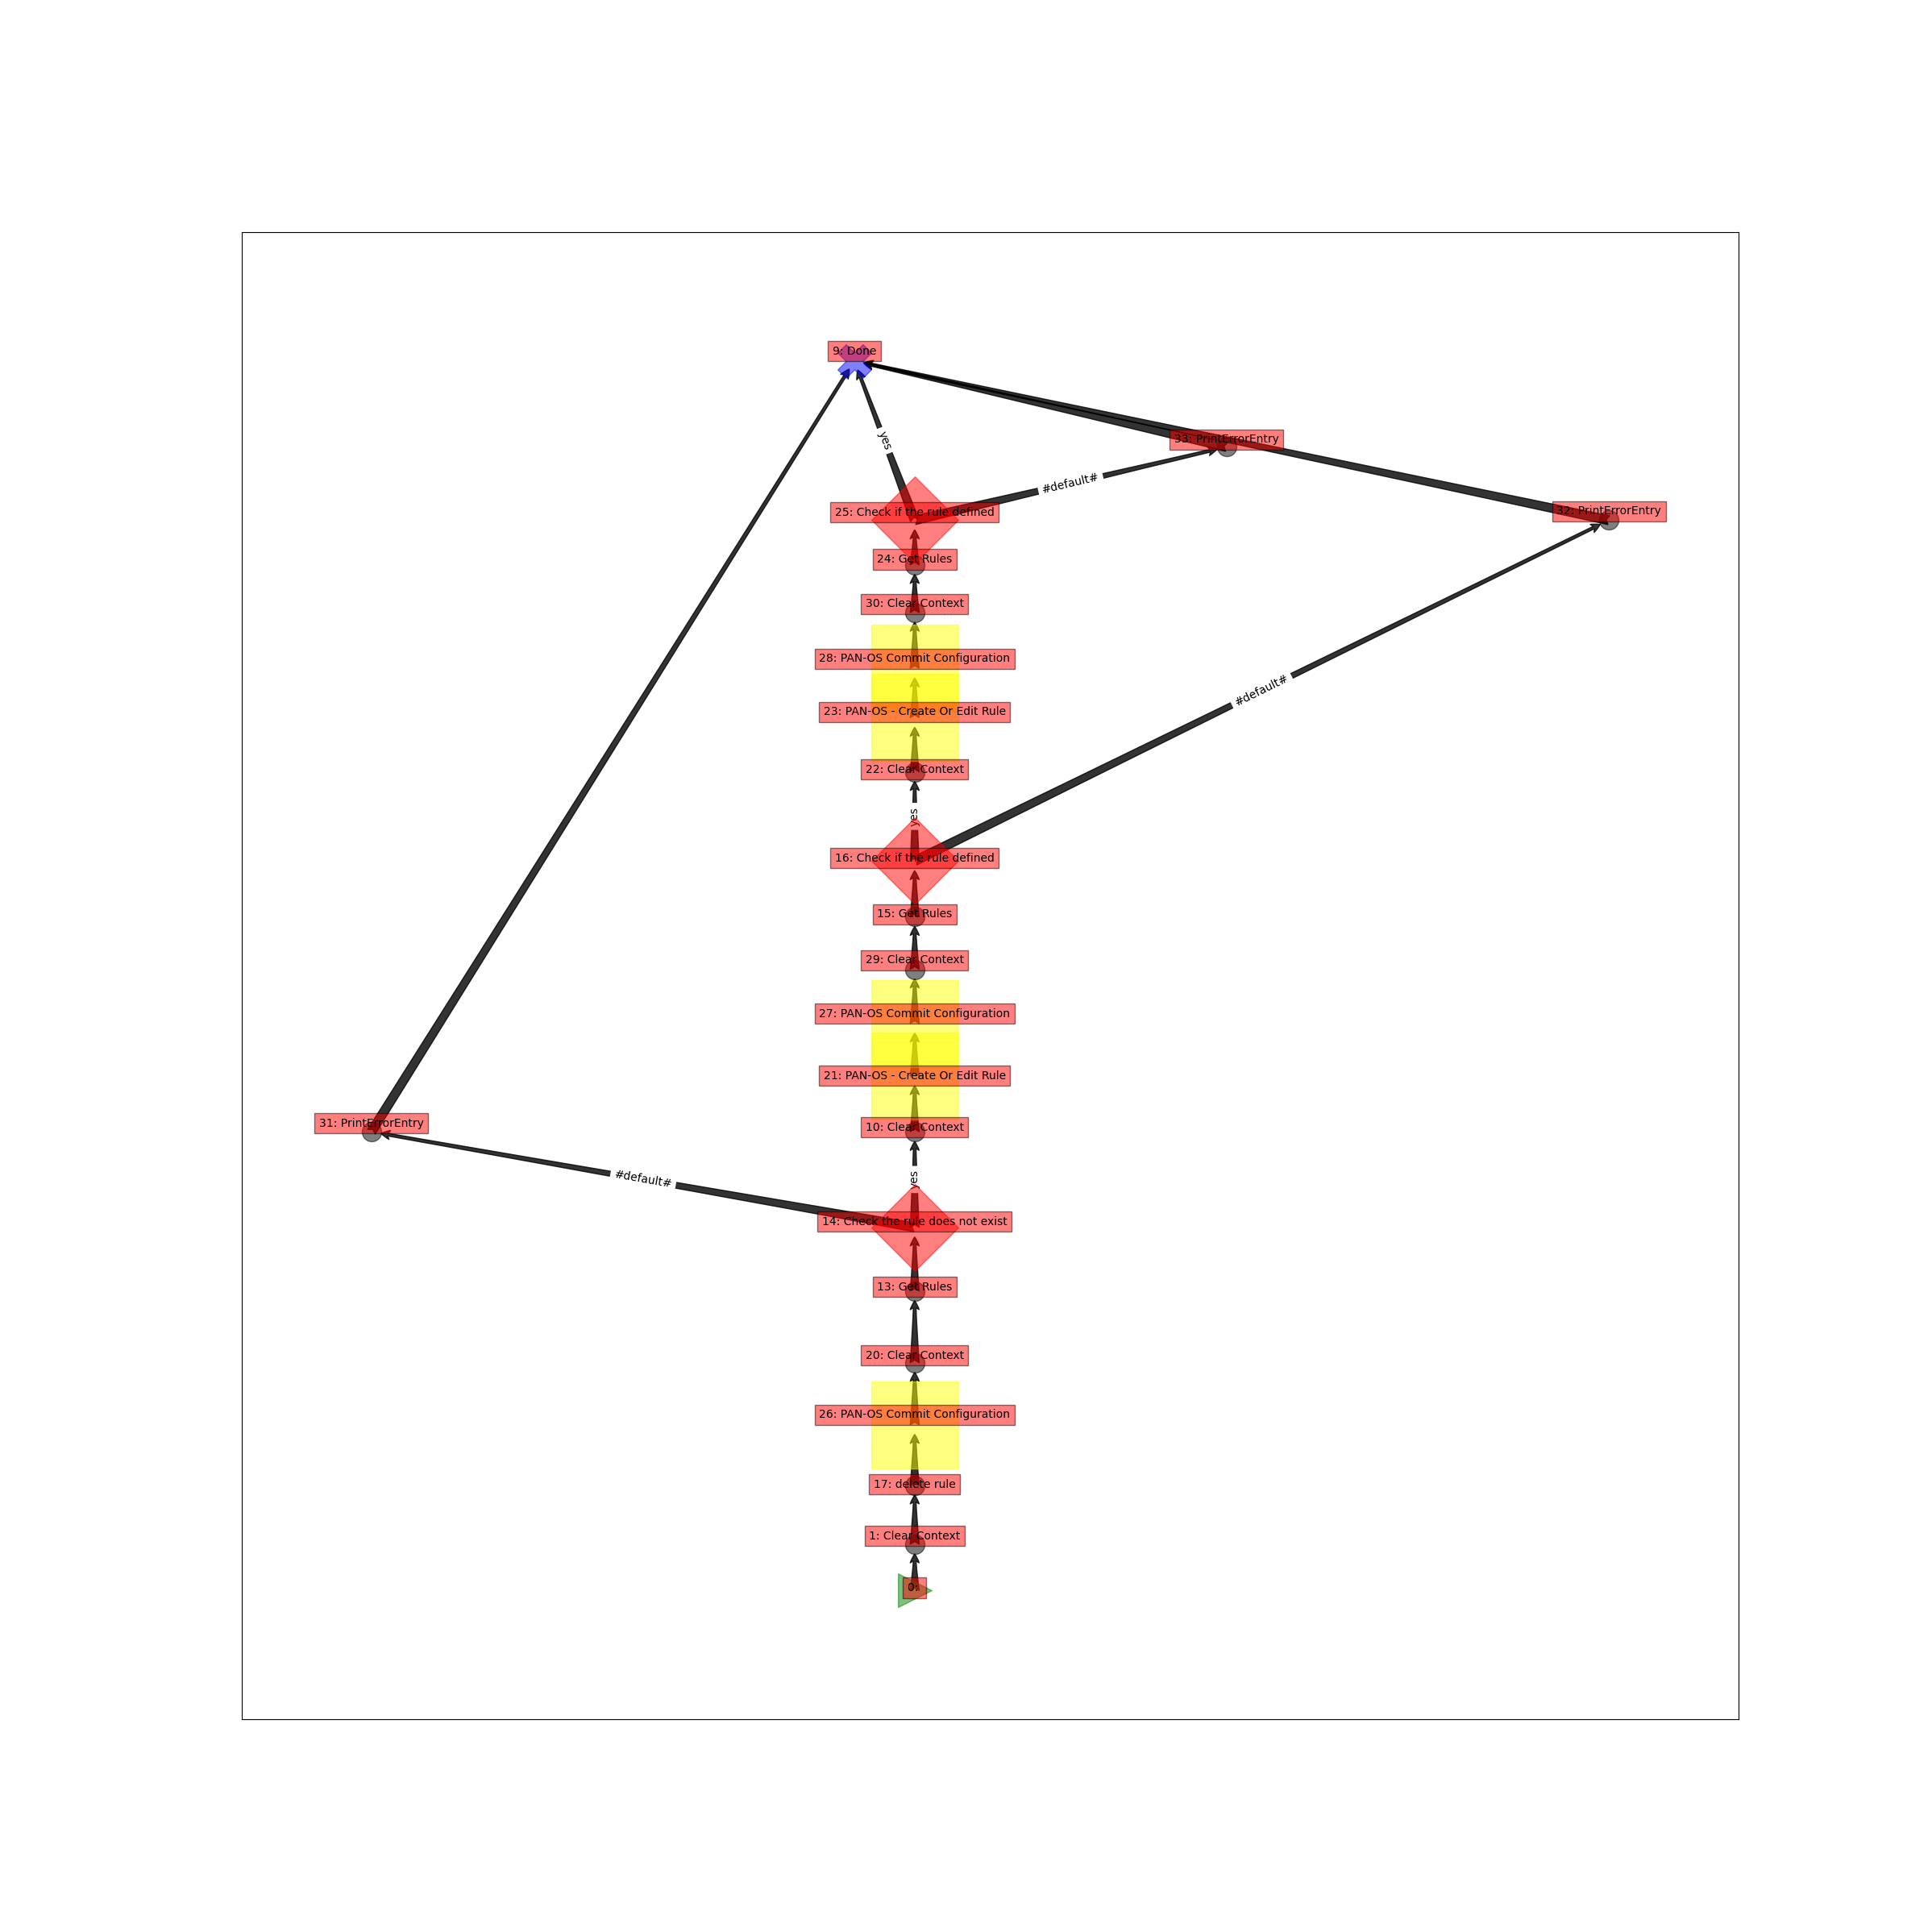 9: Done
33: PrintErrorEntry
yes
#default#
25: Check if the rule defined
32: PrintErrorEntry
24: Get Rules
30: Clear Context
28: PAN-OS Commit Configuration
#default#
23: PAN-OS - Create Or Edit Rule
22: Clear Context
yes
16: Check if the rule defined
15: Get Rules
29: Clear Context
27: PAN-OS Commit Configuration
21: PAN-OS - Create Or Edit Rule
31: PrintErrorEntry
10: Clear Context
#default#
yes
14: Check the rule does not exist
13: Get Rules
20: Clear Context
26: PAN-OS Commit Configuration
17: delete rule
1: Clear Context
0: